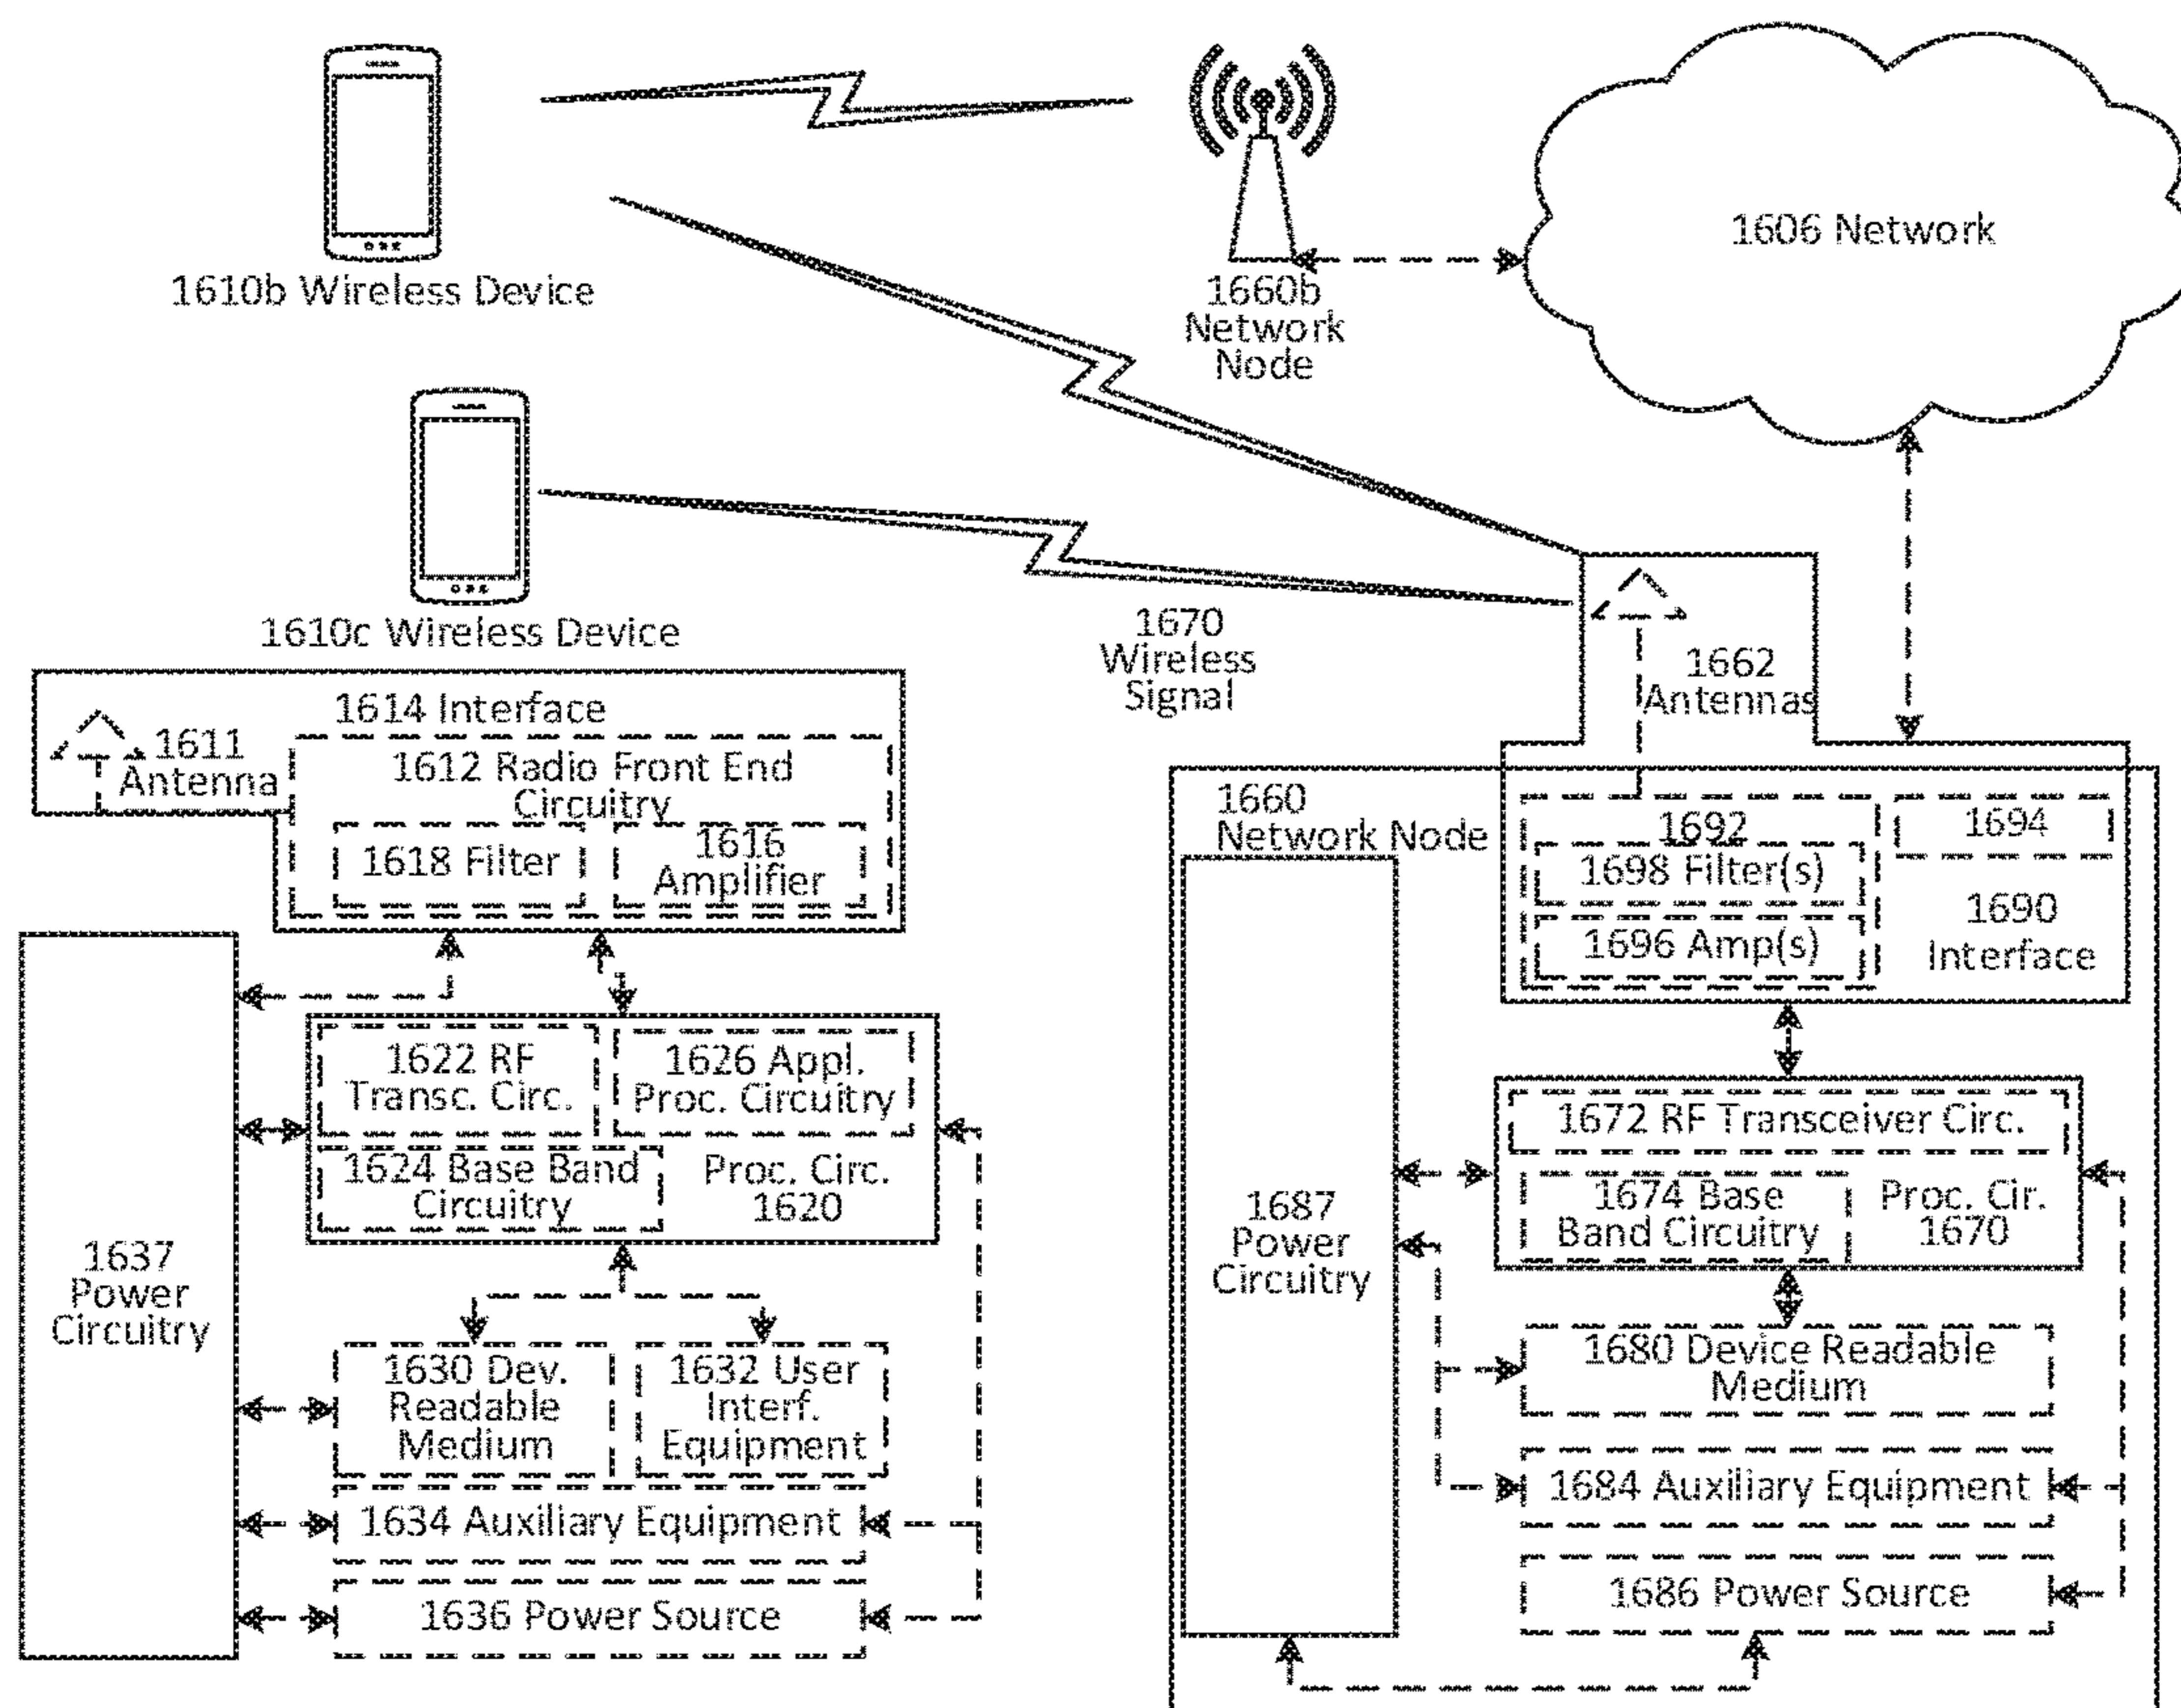 1606 Network
1610b Wireless Device
1660b
Network
Node
1610c Wireless Device
1670
Wireless
Signal
1662
Antennas
1614 Interface
1611
Antenna
1612 Radio Front End
Circuitry
1618 Filter
1616
Amplifier
1660
Network Node
1692
1694
1698 Filter(s)
1696 Amp(s)
1690
Interface
1622 RF
Transc. Circ.
1626 Appl.
Proc. Circuitry
1624 Base Band
Circuitry
Proc. Circ.
1620
1637
Power
Circuitry
1630 Dev.
Readable
Medium
1632 User
Interf.
Equipment
1634 Auxiliary Equipment
1636 Power Source
1687
Power
Circuitry
1672 RF Transceiver Circ.
1674 Base
Band Circuitry
Proc. Cir.
1670
1680 Device Readable
Medium
1684 Auxiliary Equipment
1686 Power Source